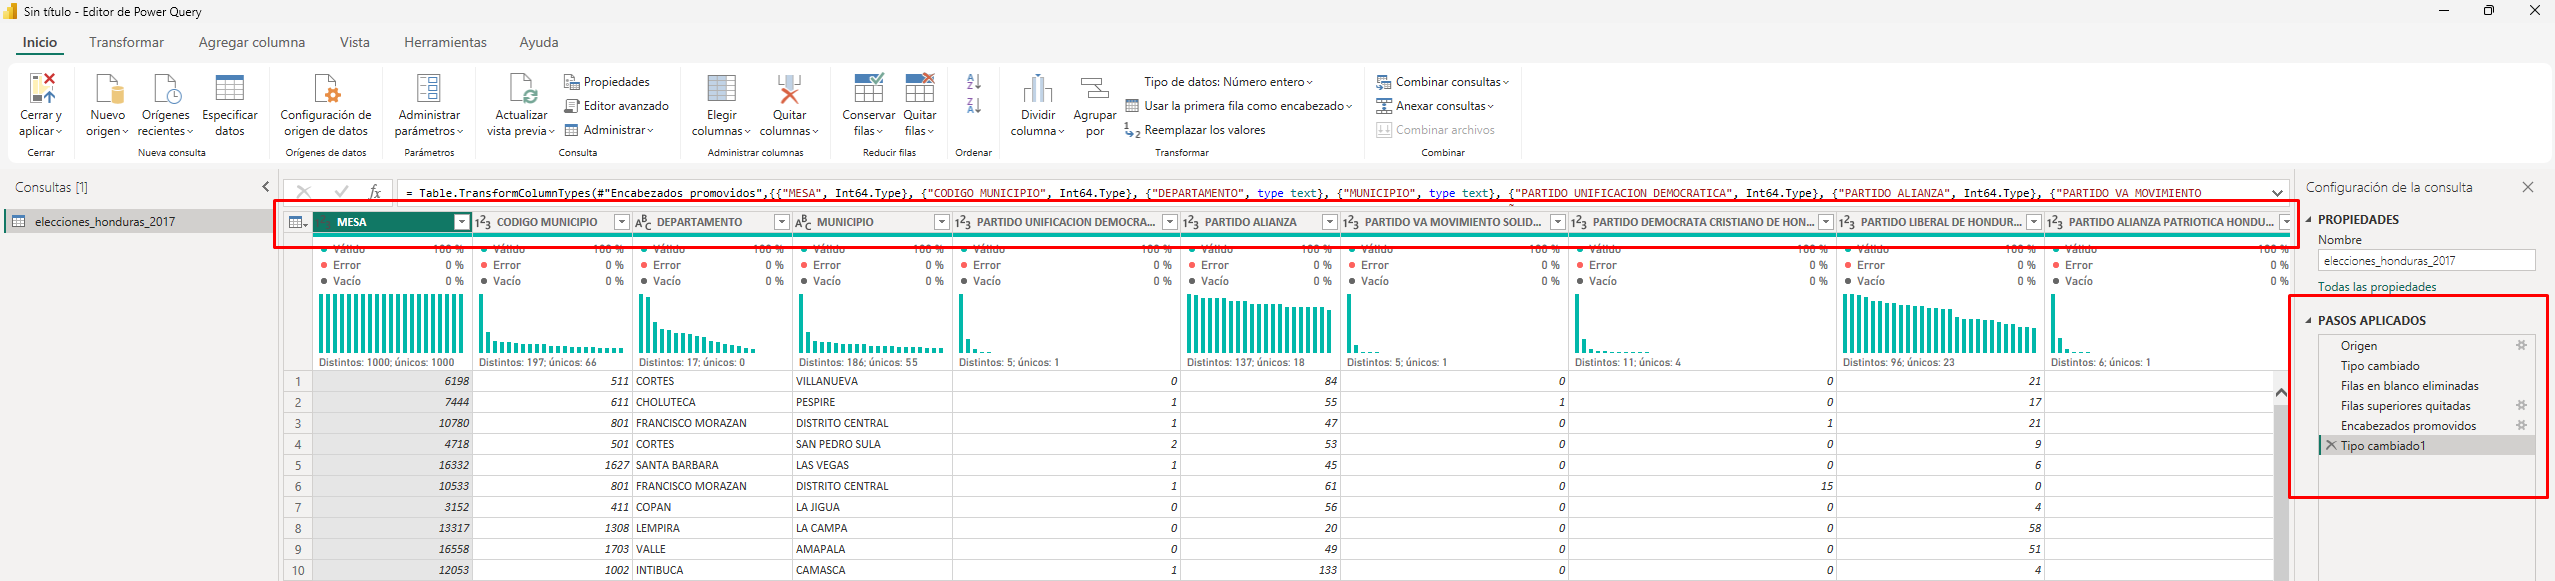 Sin título - Editor de Power Query
Inicio Transformar Agregar columna Vista Herramientas Ayuda
Cerrar y aplicar
Cerrar
Nuevo origen
Orígenes recientes
Especificar datos
Nueva consulta
Configuración de origen de datos
Orígenes de datos
Administrar parámetros
Parámetros
Actualizar vista previa
Propiedades
Editor avanzado
Administrar
Consulta
Elegir columnas
Quitar columnas
Administrar columnas
Conservar filas
Quitar filas
Reducir filas
Ordenar
Dividir columna
Agrupar por
Tipo de datos: Número entero
Usar la primera fila como encabezado
Reemplazar los valores
Transformar
Combinar consultas
Anexar consultas
Combinar archivos
Combinar
Consultas [1]
elecciones_honduras_2017
fx = Table.TransformColumnTypes(#"Encabezados promovidos",{{"MESA", Int64.Type}, {"CODIGO MUNICIPIO", Int64.Type}, {"DEPARTAMENTO", type text}, {"MUNICIPIO", type text}, {"PARTIDO UNIFICACION DEMOCRATICA", Int64.Type}, {"PARTIDO ALIANZA", Int64.Type}, {"PARTIDO VA MOVIMIENTO
MESA 123 CODIGO MUNICIPIO ABC DEPARTAMENTO ABC MUNICIPIO 123 PARTIDO UNIFICACION DEMOCRA... 123 PARTIDO ALIANZA 123 PARTIDO VA MOVIMIENTO SOLID... 123 PARTIDO DEMOCRATA CRISTIANO DE HON... 123 PARTIDO LIBERAL DE HONDUR... 123 PARTIDO ALIANZA PATRIOTICA HONDU...
Válido 100 % Válido 100 % Válido 100 % Válido 100 % Válido 100 % Válido 100 % Válido 100 % Válido 100 % Válido 100 % Válido 100 %
Error 0 % Error 0 % Error 0 % Error 0 % Error 0 % Error 0 % Error 0 % Error 0 % Error 0 % Error 0 %
Vacío 0 % Vacío 0 % Vacío 0 % Vacío 0 % Vacío 0 % Vacío 0 % Vacío 0 % Vacío 0 % Vacío 0 % Vacío 0 %
Distintos: 1000; únicos: 1000 Distintos: 197; únicos: 66 Distintos: 17; únicos: 0 Distintos: 186; únicos: 55 Distintos: 5; únicos: 1 Distintos: 137; únicos: 18 Distintos: 5; únicos: 1 Distintos: 11; únicos: 4 Distintos: 96; únicos: 23 Distintos: 6; únicos: 1
1 6198 511 CORTES VILLANUEVA 0 84 0 0 21
2 7444 611 CHOLUTECA PESPIRE 1 55 1 0 17
3 10780 801 FRANCISCO MORAZAN DISTRITO CENTRAL 1 47 0 1 21
4 4718 501 CORTES SAN PEDRO SULA 2 53 0 0 9
5 16332 1627 SANTA BARBARA LAS VEGAS 1 45 0 0 6
6 10533 801 FRANCISCO MORAZAN DISTRITO CENTRAL 1 61 0 15 0
7 3152 411 COPAN LA JIGUA 0 56 0 0 4
8 13317 1308 LEMPIRA LA CAMPA 0 20 0 0 58
9 16558 1703 VALLE AMAPALA 0 49 0 0 51
10 12053 1002 INTIBUCA CAMASCA 1 133 0 0 4
Configuración de la consulta
PROPIEDADES
Nombre
elecciones_honduras_2017
Todas las propiedades
PASOS APLICADOS
Origen
Tipo cambiado
Filas en blanco eliminadas
Filas superiores quitadas
Encabezados promovidos
Tipo cambiado1